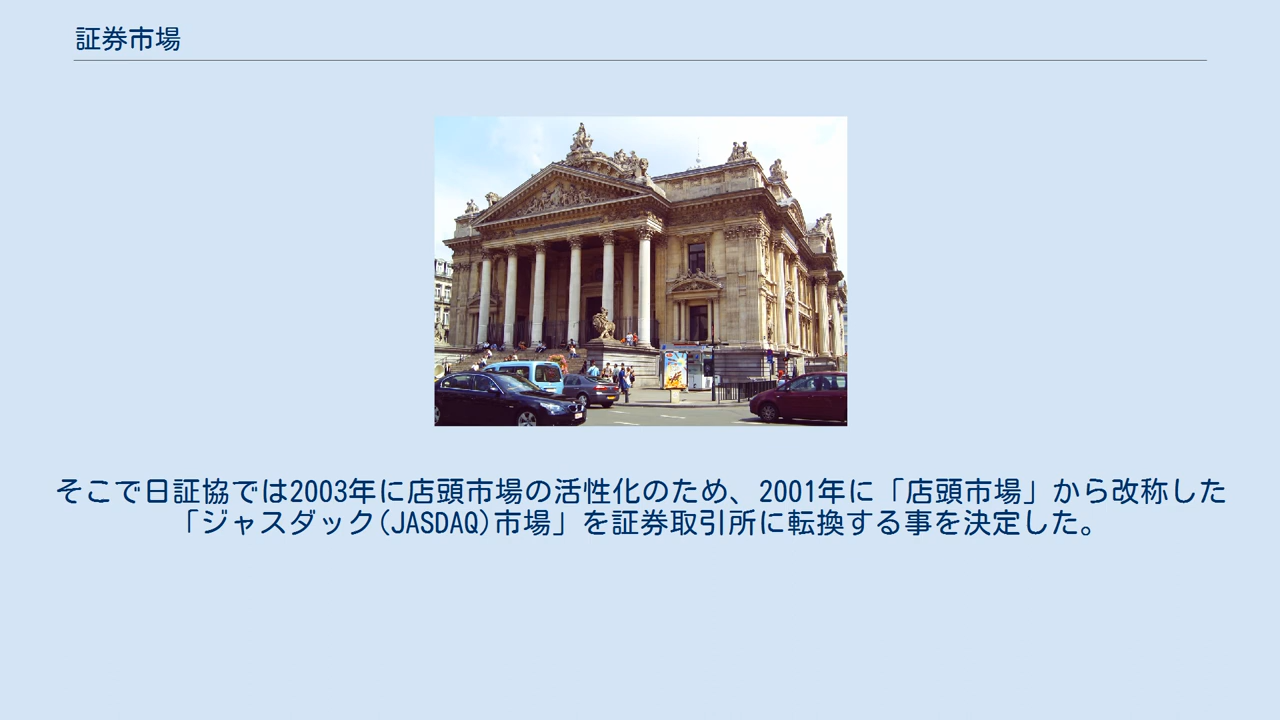 証券市場
そこで日証協では2003年に店頭市場の活性化のため、2001年に「店頭市場」から改称した
「ジャスダック(JASDAQ)市場」を証券取引所に転換する事を決定した。